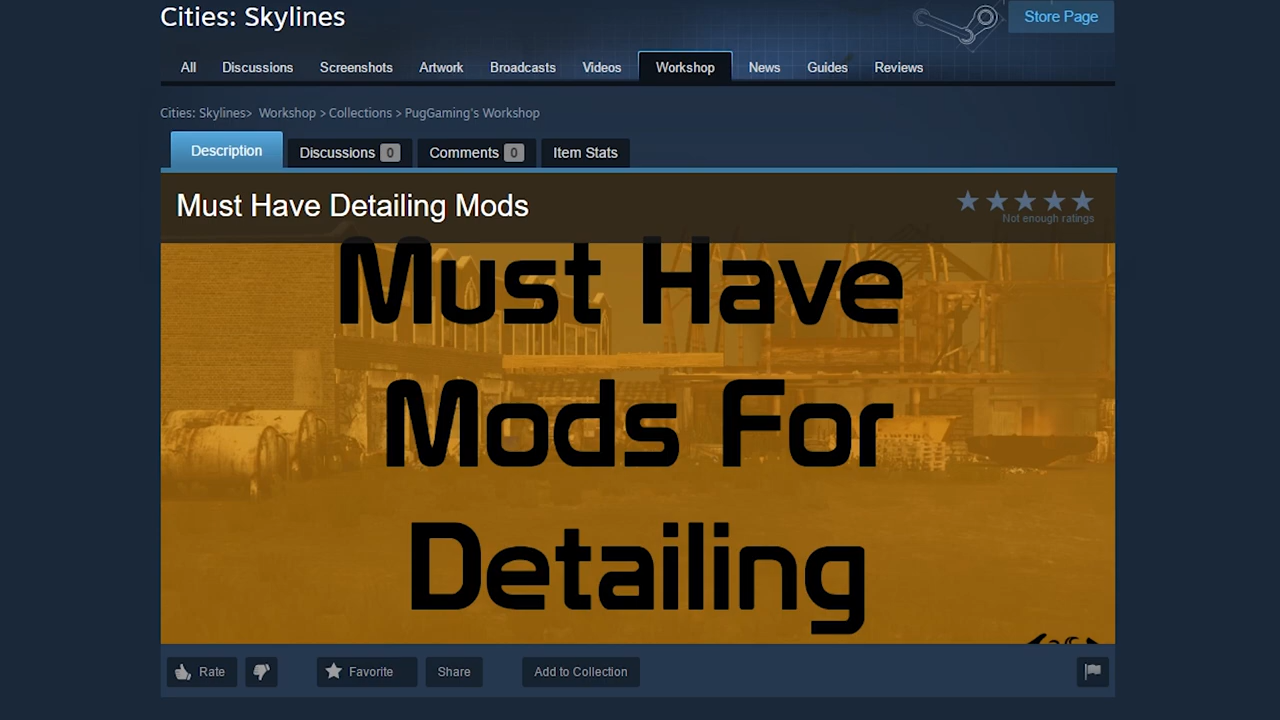 Cities: Skylines
Store Page
All Discussions Screenshots Artwork Broadcasts Videos Workshop News Guides Reviews
Cities: Skylines> Workshop > Collections > PugGaming's Workshop
Description Discussions 0 Comments 0 Item Stats
Must Have Detailing Mods
Not enough ratings
Must Have
Mods For
Detailing
Rate Favorite Share Add to Collection